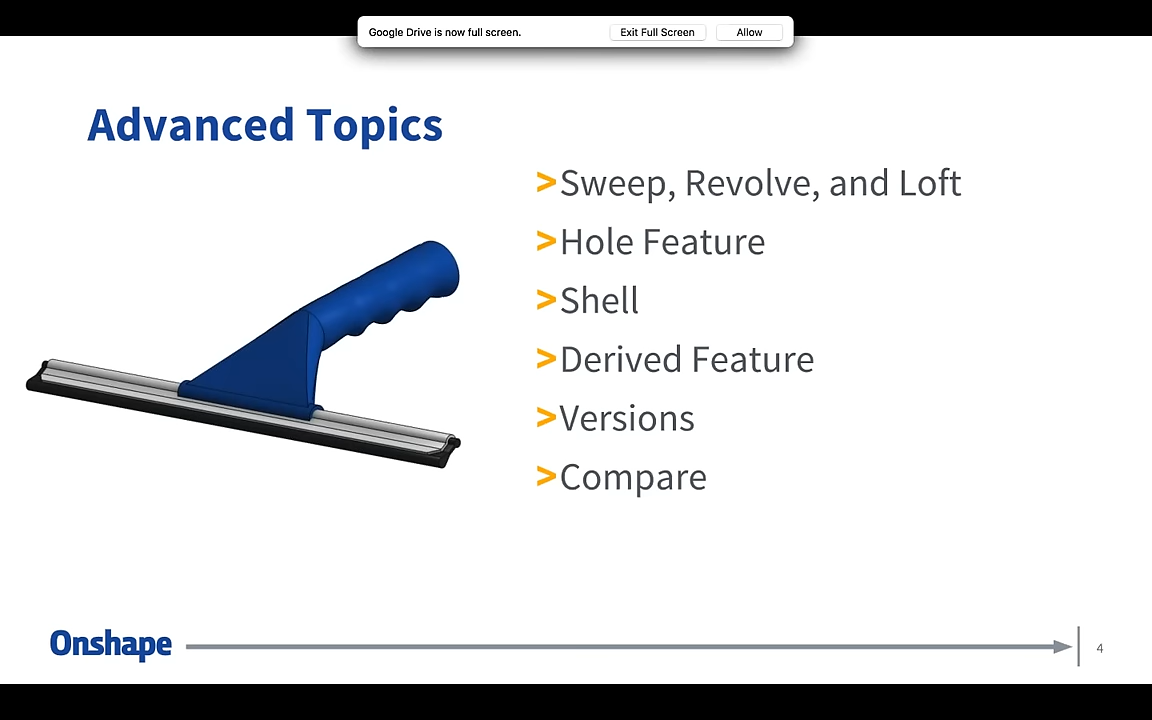 Google Drive is now full screen. Exit Full Screen Allow
Advanced Topics
>Sweep, Revolve, and Loft
>Hole Feature
>Shell
>Derived Feature
>Versions
>Compare
Onshape
4